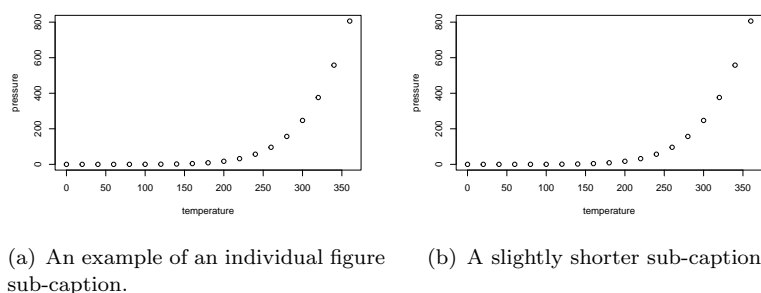 800
600
400
200
0
pressure
0 50 100 150 200 250 300 350
temperature
(a) An example of an individual figure
sub-caption.
800
600
400
200
0
pressure
0 50 100 150 200 250 300 350
temperature
(b) A slightly shorter sub-caption